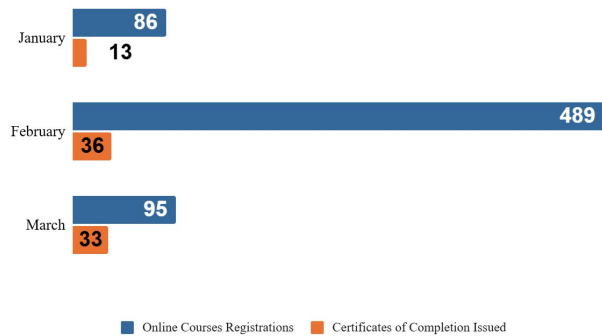 January
86
13
February
489
36
March
95
33
Online Courses Registrations
Certificates of Completion Issued